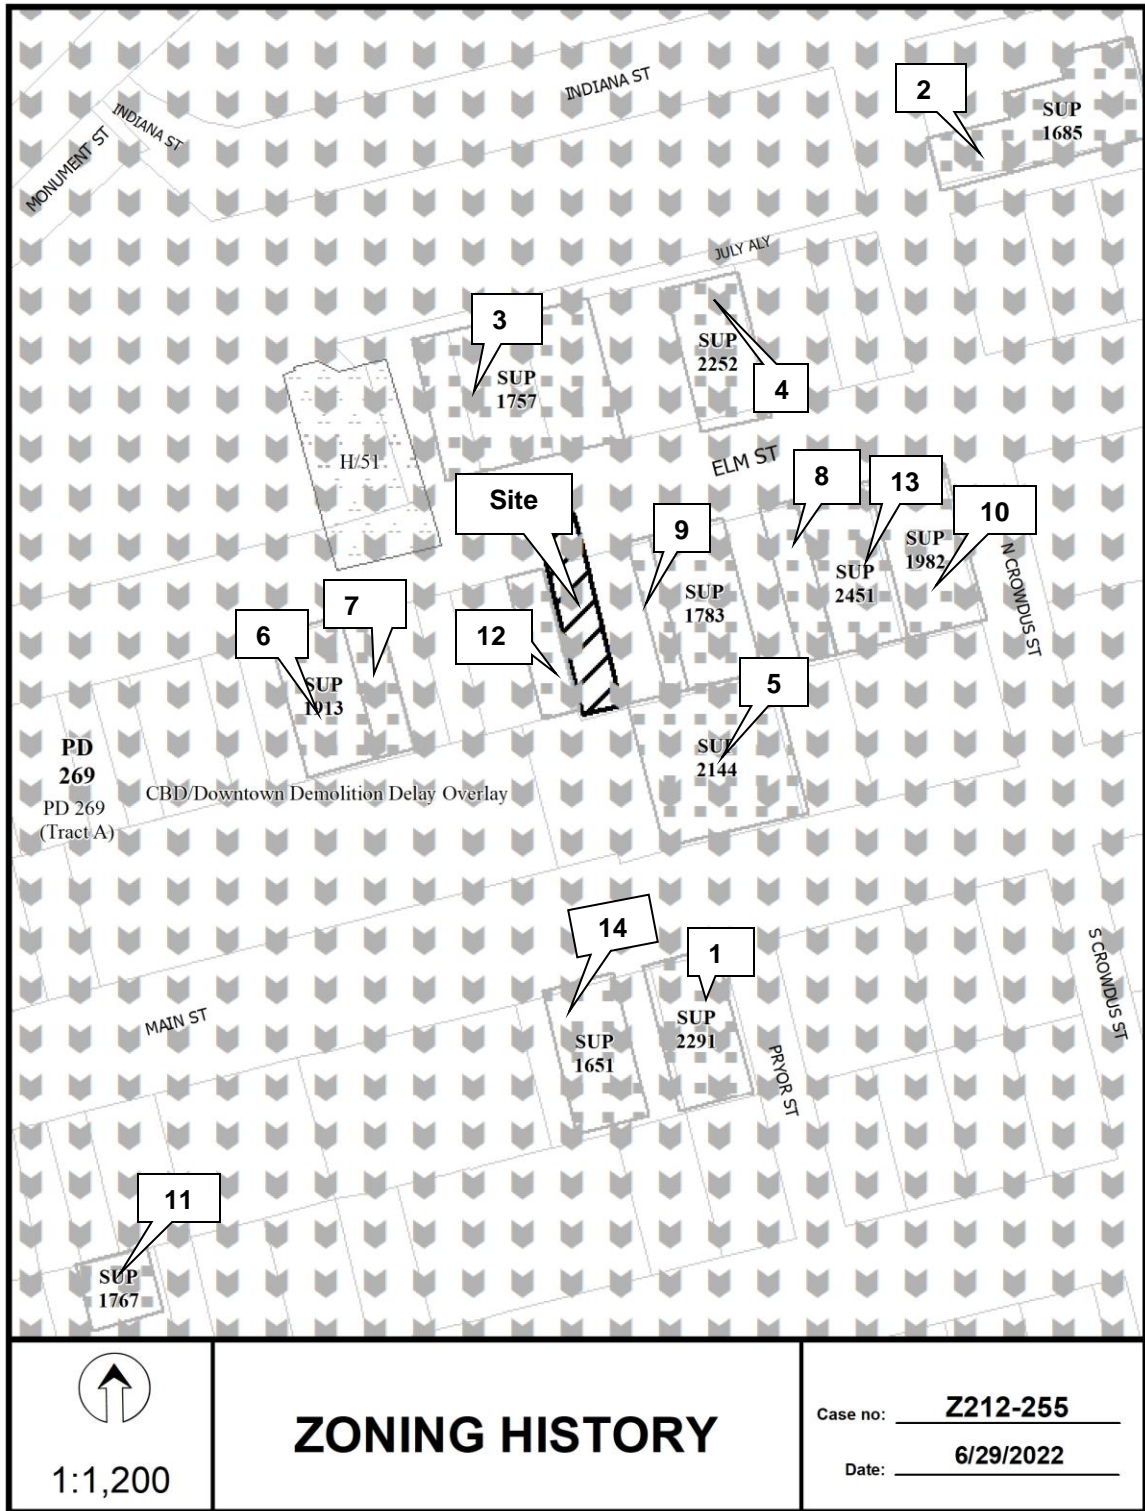 INDIANA ST
2
INDIANA ST
MONUMENT ST
SUP
1685
JULY ALY
3
SUP
2252
4
SUP
1757
H/51
ELM ST
Site
8
13
9
10
SUP
1982
N CROWDUS ST
SUP
2451
7
SUP
1783
6
12
5
SUP
1913
PD
269
SUP
2144
PD 269
(Tract A)
CBD/Downtown Demolition Delay Overlay
14
1
S CROWDUS ST
MAIN ST
SUP
2291
SUP
1651
PRYOR ST
11
SUP
1767
1:1,200
ZONING HISTORY
Case no: Z212-255
Date: 6/29/2022